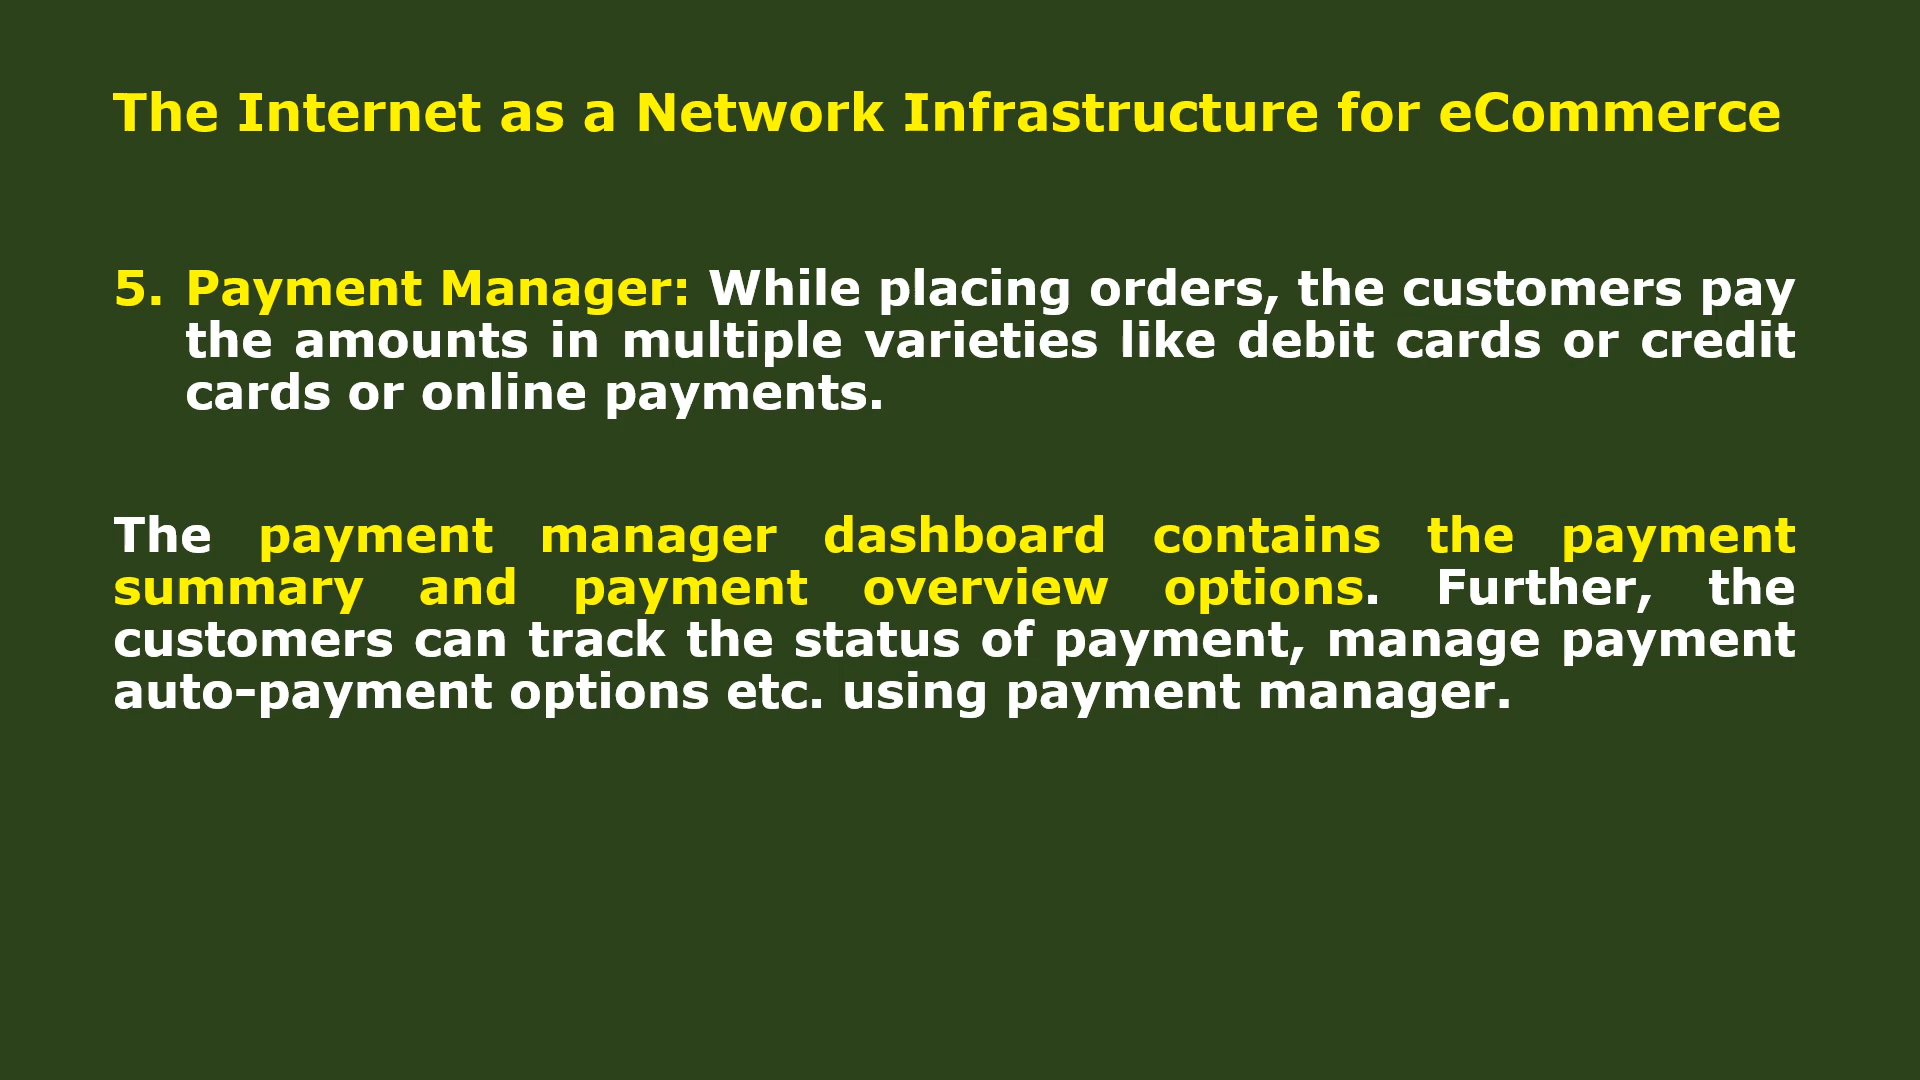 The Internet as a Network Infrastructure for eCommerce
5. Payment Manager: While placing orders, the customers pay
the amounts in multiple varieties like debit cards or credit
cards or online payments.
The payment manager dashboard contains the payment
summary and payment overview options. Further, the
customers can track the status of payment, manage payment
auto-payment options etc. using payment manager.